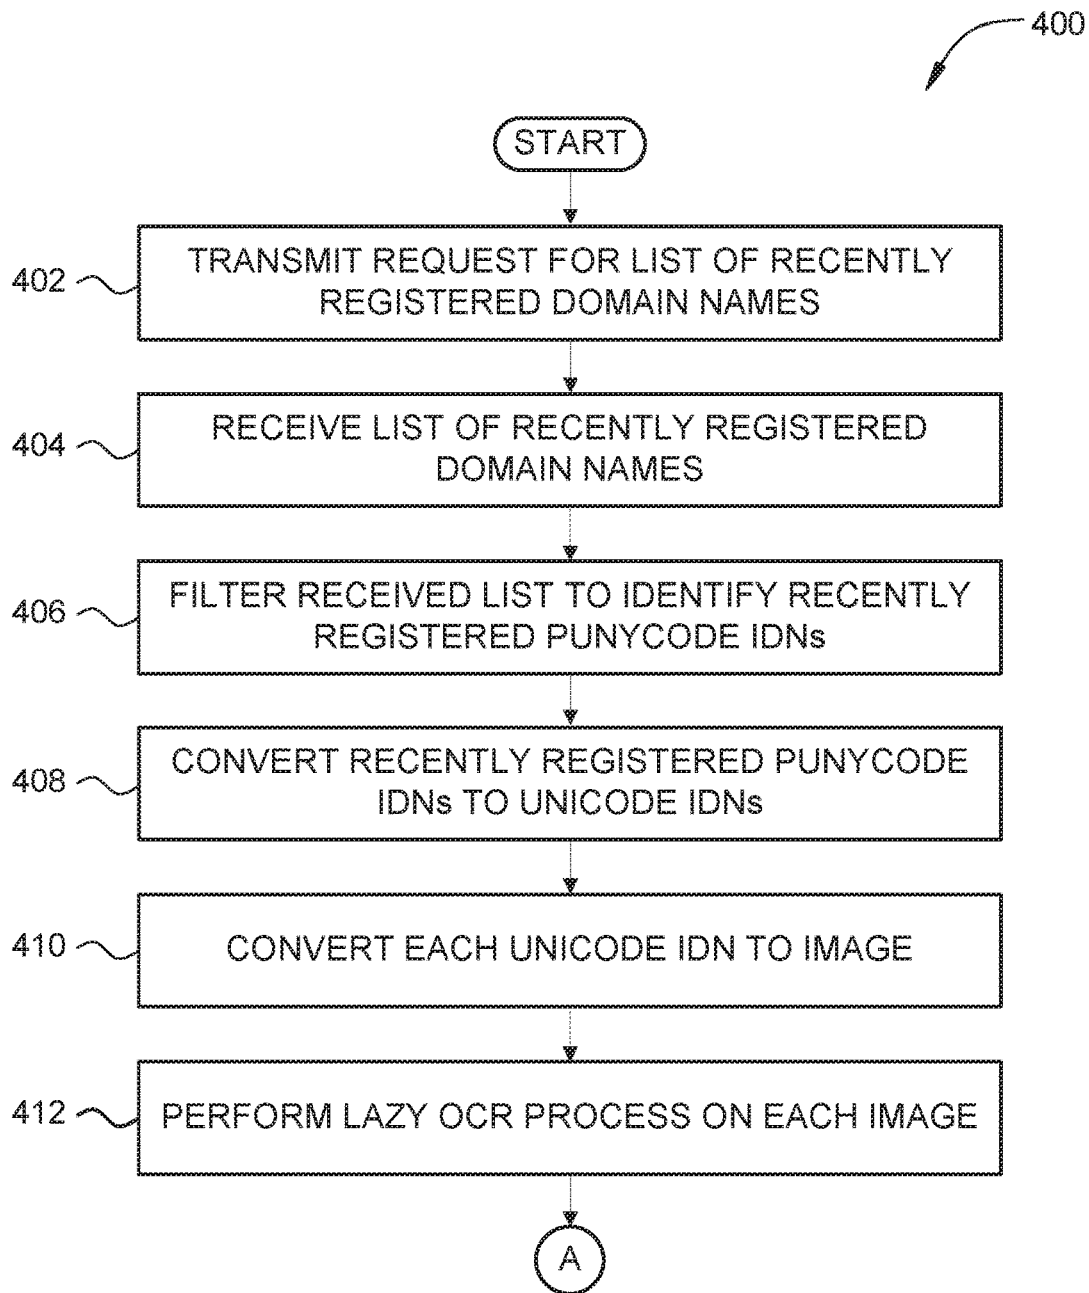 400
START
402
TRANSMIT REQUEST FOR LIST OF RECENTLY
REGISTERED DOMAIN NAMES
404
RECEIVE LIST OF RECENTLY REGISTERED
DOMAIN NAMES
406
FILTER RECEIVED LIST TO IDENTIFY RECENTLY
REGISTERED PUNYCODE IDNs
408
CONVERT RECENTLY REGISTERED PUNYCODE
IDNs TO UNICODE IDNs
410
CONVERT EACH UNICODE IDN TO IMAGE
412
PERFORM LAZY OCR PROCESS ON EACH IMAGE
A